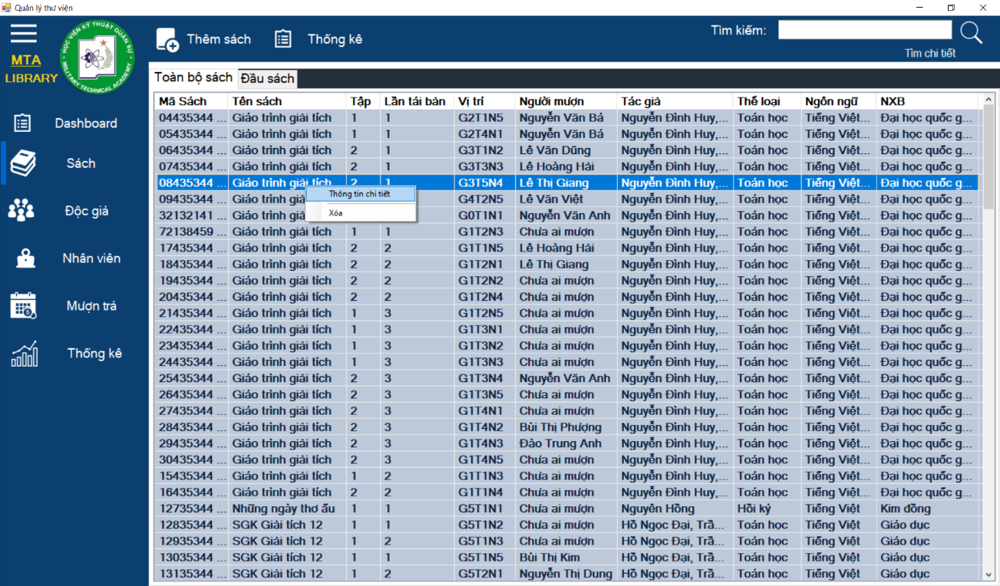 Quản lý thư viện
HỌC VIỆN KỸ THUẬT QUÂN SỰ
MILITARY TECHNICAL ACADEMY
MTA
LIBRARY
Thêm sách
Thống kê
Tìm kiếm:
Tìm chi tiết
Dashboard
Sách
Độc giả
Nhân viên
Mượn trả
Thống kê
Toàn bộ sách Đầu sách
Mã Sách Tên sách Tập Lần tái bản Vị trí Người mượn Tác giả Thể loại Ngôn ngữ NXB
04435344 ... Giáo trình giải tích 1 1 G2T1N5 Nguyễn Văn Bá Nguyễn Đình Huy,... Toán học Tiếng Việt... Đại học quốc g...
05435344 ... Giáo trình giải tích 1 1 G2T4N1 Nguyễn Văn Bá Nguyễn Đình Huy,... Toán học Tiếng Việt... Đại học quốc g...
06435344 ... Giáo trình giải tích 2 1 G3T1N2 Lê Văn Dũng Nguyễn Đình Huy,... Toán học Tiếng Việt... Đại học quốc g...
07435344 ... Giáo trình giải tích 2 1 G3T3N3 Lê Hoàng Hải Nguyễn Đình Huy,... Toán học Tiếng Việt... Đại học quốc g...
08435344 ... Giáo trình giải tích 2 1 G3T5N4 Lê Thị Giang Nguyễn Đình Huy,... Toán học Tiếng Việt... Đại học quốc g...
Thông tin chi tiết
09435344 ... Giáo trình giả G4T2N5 Lê Văn Việt Nguyễn Đình Huy,... Toán học Tiếng Việt... Đại học quốc g...
Xóa
32132141 ... Giáo trình giả G0T1N1 Nguyễn Văn Anh Nguyễn Đình Huy,... Toán học Tiếng Việt... Đại học quốc g...
72138459 ... Giáo trình giải tích 1 1 G1T2N3 Chưa ai mượn Nguyễn Đình Huy,... Toán học Tiếng Việt... Đại học quốc g...
17435344 ... Giáo trình giải tích 2 2 G1T1N5 Lê Hoàng Hải Nguyễn Đình Huy,... Toán học Tiếng Việt... Đại học quốc g...
18435344 ... Giáo trình giải tích 2 2 G1T2N1 Lê Thị Giang Nguyễn Đình Huy,... Toán học Tiếng Việt... Đại học quốc g...
19435344 ... Giáo trình giải tích 2 2 G1T2N2 Chưa ai mượn Nguyễn Đình Huy,... Toán học Tiếng Việt... Đại học quốc g...
20435344 ... Giáo trình giải tích 2 2 G1T2N4 Chưa ai mượn Nguyễn Đình Huy,... Toán học Tiếng Việt... Đại học quốc g...
21435344 ... Giáo trình giải tích 1 3 G1T2N5 Chưa ai mượn Nguyễn Đình Huy,... Toán học Tiếng Việt... Đại học quốc g...
22435344 ... Giáo trình giải tích 1 3 G1T3N1 Chưa ai mượn Nguyễn Đình Huy,... Toán học Tiếng Việt... Đại học quốc g...
23435344 ... Giáo trình giải tích 1 3 G1T3N2 Chưa ai mượn Nguyễn Đình Huy,... Toán học Tiếng Việt... Đại học quốc g...
24435344 ... Giáo trình giải tích 1 3 G1T3N3 Chưa ai mượn Nguyễn Đình Huy,... Toán học Tiếng Việt... Đại học quốc g...
25435344 ... Giáo trình giải tích 2 3 G1T3N4 Nguyễn Văn Anh Nguyễn Đình Huy,... Toán học Tiếng Việt... Đại học quốc g...
26435344 ... Giáo trình giải tích 2 3 G1T3N5 Chưa ai mượn Nguyễn Đình Huy,... Toán học Tiếng Việt... Đại học quốc g...
27435344 ... Giáo trình giải tích 2 3 G1T4N1 Chưa ai mượn Nguyễn Đình Huy,... Toán học Tiếng Việt... Đại học quốc g...
28435344 ... Giáo trình giải tích 2 3 G1T4N2 Bùi Thị Phượng Nguyễn Đình Huy,... Toán học Tiếng Việt... Đại học quốc g...
29435344 ... Giáo trình giải tích 2 3 G1T4N3 Đào Trung Anh Nguyễn Đình Huy,... Toán học Tiếng Việt... Đại học quốc g...
30435344 ... Giáo trình giải tích 2 3 G1T4N5 Chưa ai mượn Nguyễn Đình Huy,... Toán học Tiếng Việt... Đại học quốc g...
15435344 ... Giáo trình giải tích 1 2 G1T1N3 Chưa ai mượn Nguyễn Đình Huy,... Toán học Tiếng Việt... Đại học quốc g...
16435344 ... Giáo trình giải tích 2 2 G1T1N4 Chưa ai mượn Nguyễn Đình Huy,... Toán học Tiếng Việt... Đại học quốc g...
12735344 ... Những ngày thơ ấu 1 1 G5T1N1 Chưa ai mượn Nguyên Hồng Hồi ký Tiếng Việt Kim đồng
12835344 ... SGK Giải tích 12 1 1 G5T1N2 Chưa ai mượn Hồ Ngọc Đại, Trầ... Toán học Tiếng Việt Giáo dục
12935344 ... SGK Giải tích 12 1 2 G5T1N3 Chưa ai mượn Hồ Ngọc Đại, Trầ... Toán học Tiếng Việt Giáo dục
13035344 ... SGK Giải tích 12 1 1 G5T1N5 Bùi Thị Kim Hồ Ngọc Đại, Trầ... Toán học Tiếng Việt Giáo dục
13135344 ... SGK Giải tích 12 1 2 G5T2N1 Nguyễn Thị Dung Hồ Ngọc Đại, Trầ... Toán học Tiếng Việt Giáo dục